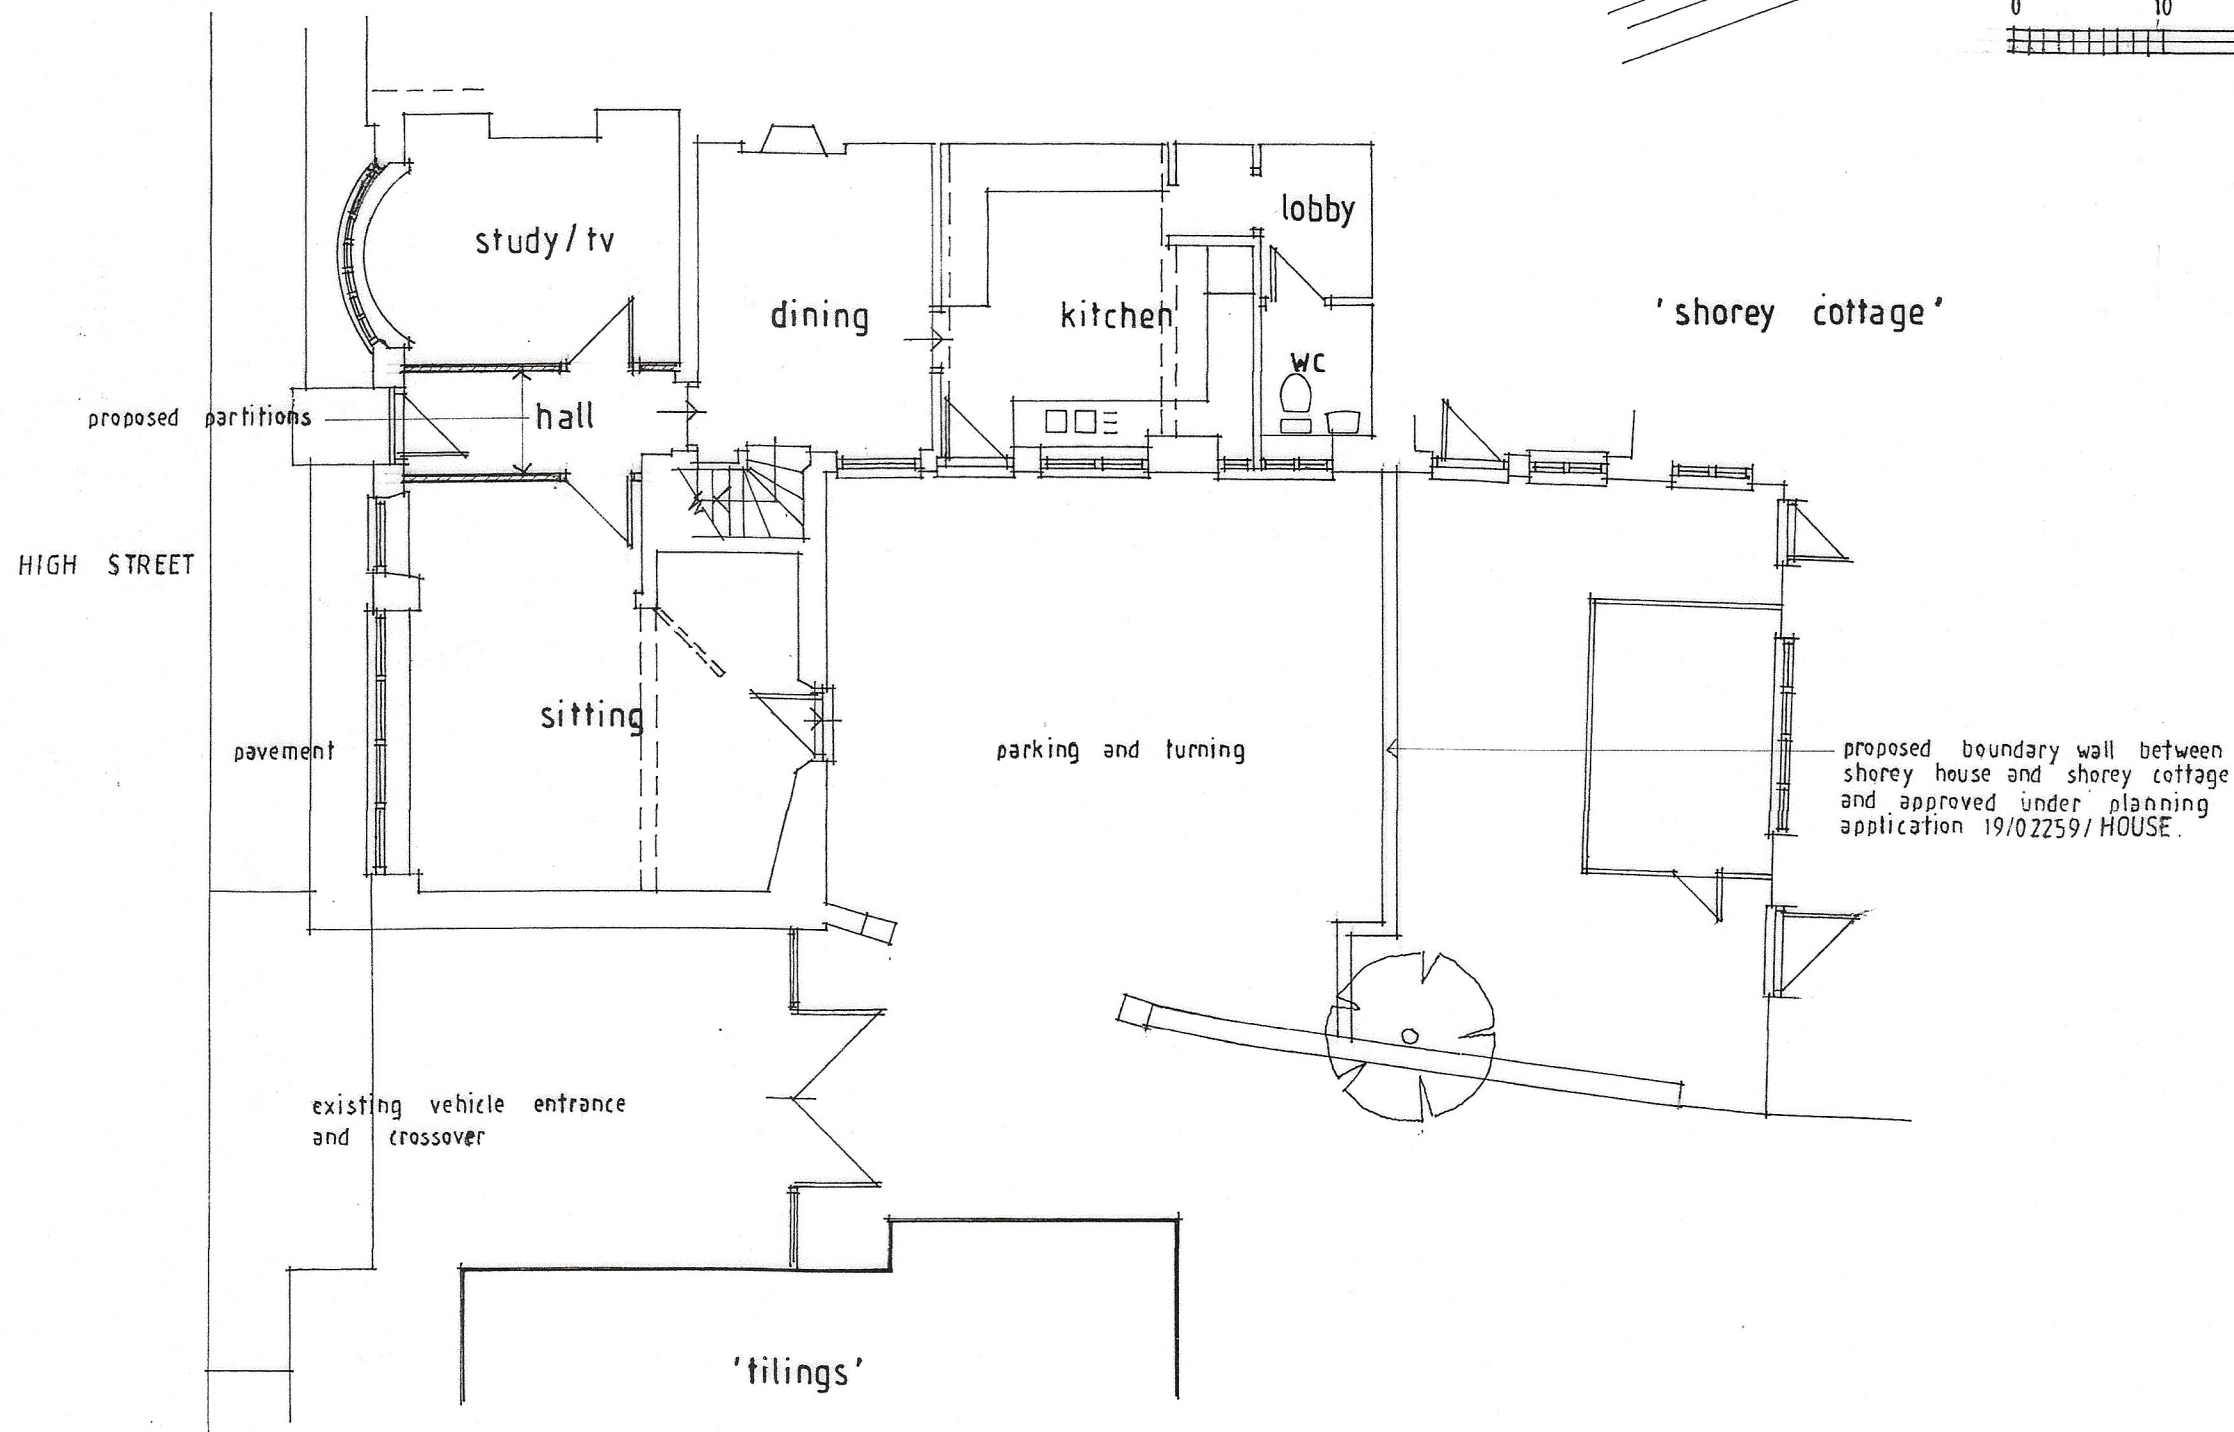 0 10
study/tv
lobby
dining
kitchen
'shorey cottage'
WC
proposed partitions
hall
HIGH STREET
sitting
pavement
parking and turning
proposed boundary wall between
shorey house and shorey cottage
and approved under planning
application 19/02259/HOUSE.
existing vehicle entrance
and crossover
'tilings'